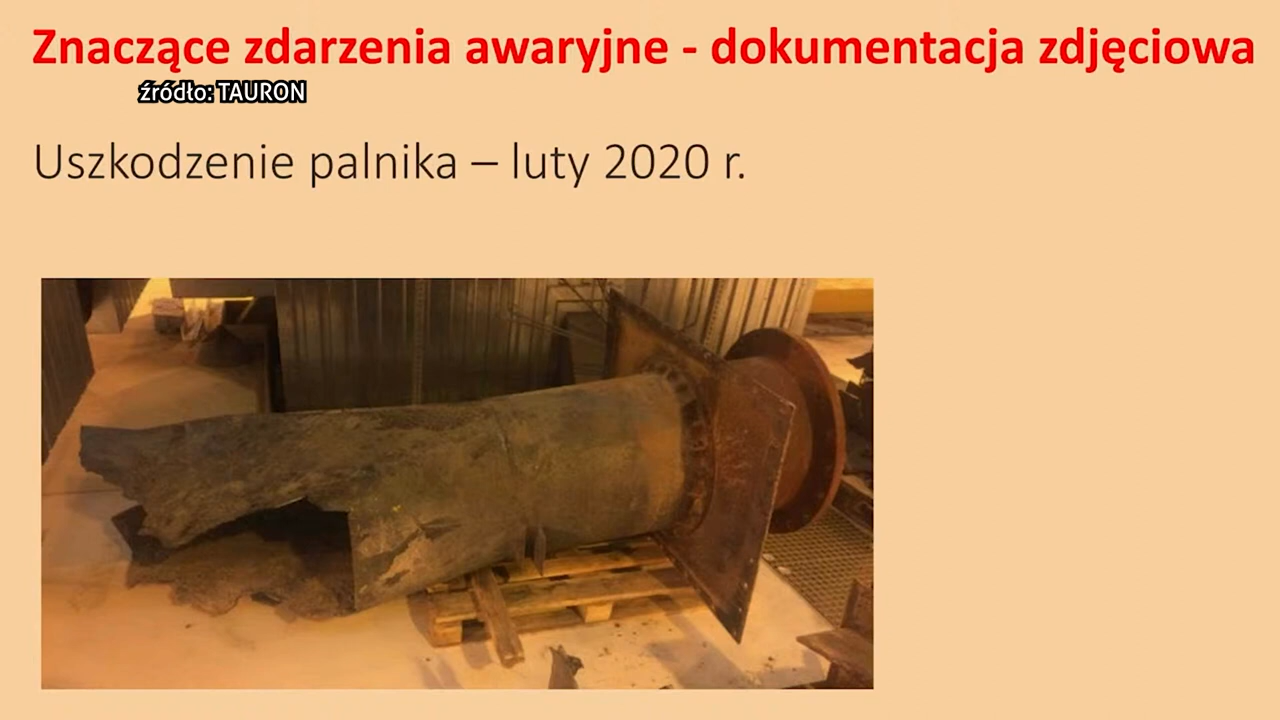 Znaczące zdarzenia awaryjne - dokumentacja zdjęciowa
źródło: TAURON
Uszkodzenie palnika – luty 2020 r.